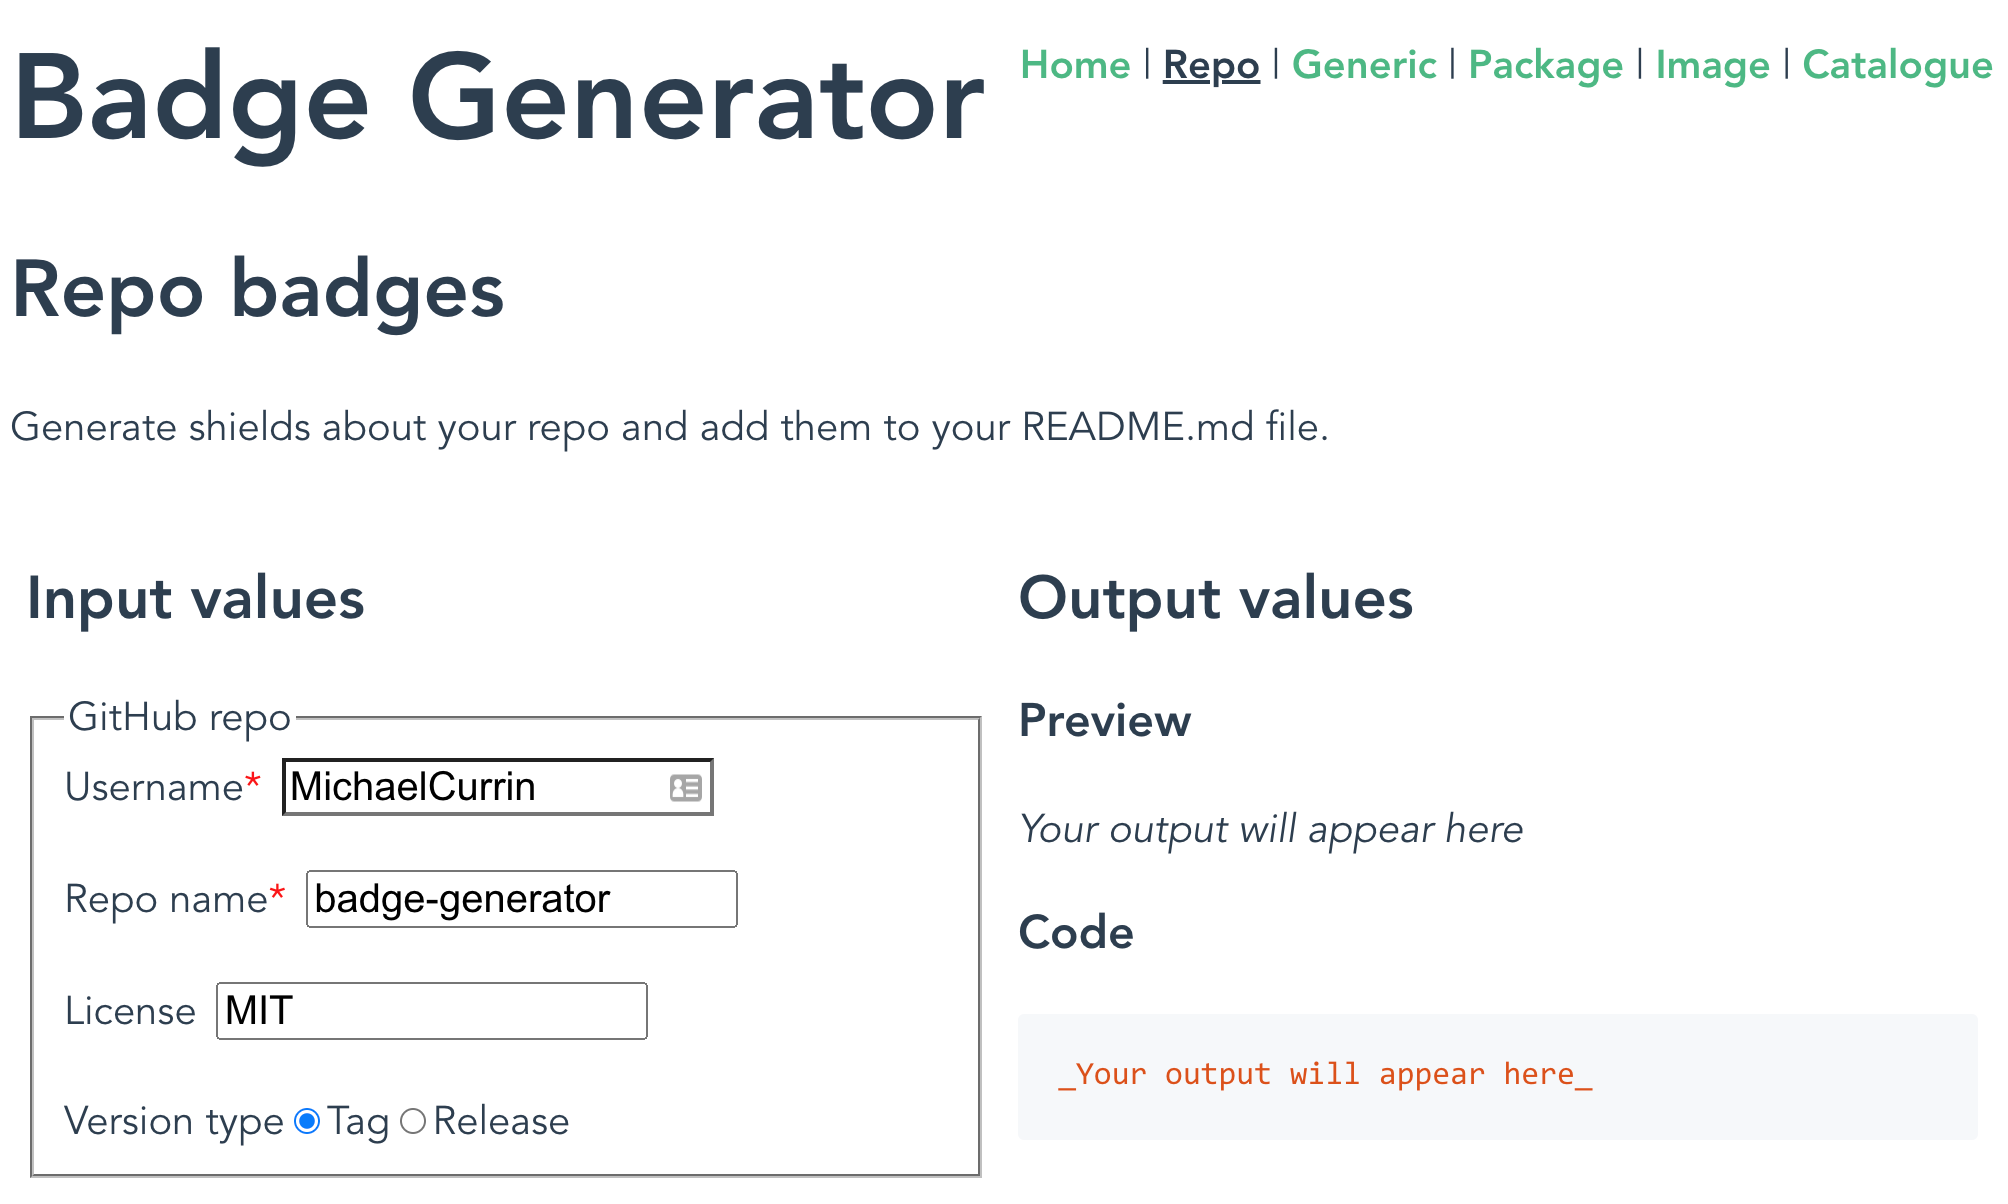 Badge Generator
Home | Repo | Generic | Package | Image | Catalogue
Repo badges
Generate shields about your repo and add them to your README.md file.
Input values
GitHub repo
Username* MichaelCurrin
Repo name* badge-generator
License MIT
Version type Tag Release
Output values
Preview
Your output will appear here
Code
_Your output will appear here_